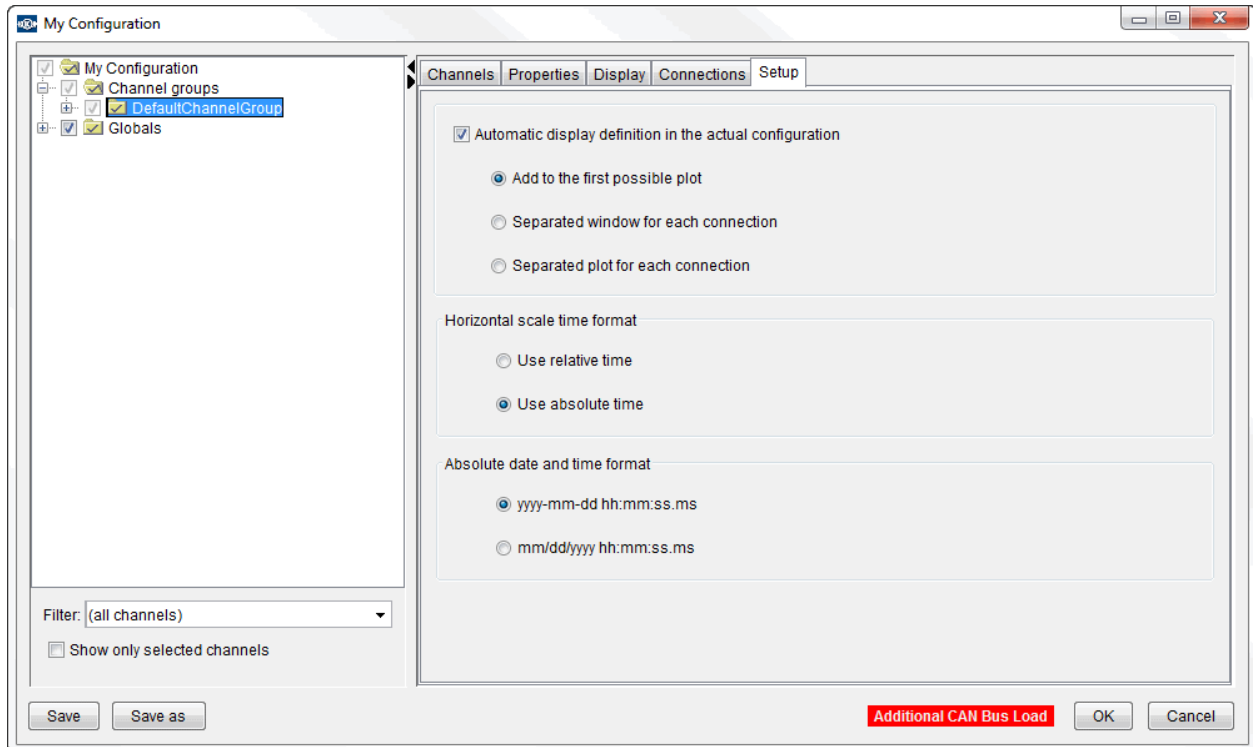 My Configuration
My Configuration
Channel groups
DefaultChannelGroup
Globals
Filter: (all channels)
Show only selected channels
Channels Properties Display Connections Setup
Automatic display definition in the actual configuration
Add to the first possible plot
Separated window for each connection
Separated plot for each connection
Horizontal scale time format
Use relative time
Use absolute time
Absolute date and time format
yyyy-mm-dd hh:mm:ss.ms
mm/dd/yyyy hh:mm:ss.ms
Save Save as Additional CAN Bus Load OK Cancel